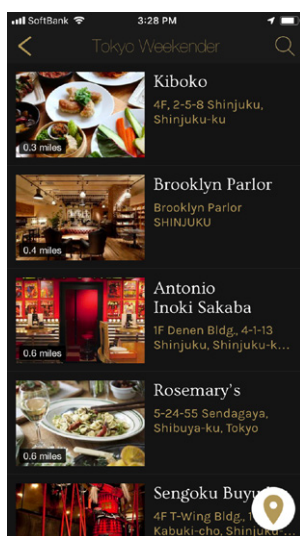 SoftBank 3:28 PM
Tokyo Weekender
Kiboko
4F, 2-5-8 Shinjuku,
Shinjuku-ku
0.3 miles
Brooklyn Parlor
Brooklyn Parlor
SHINJUKU
0.4 miles
Antonio
Inoki Sakaba
1F Denen Bldg., 4-1-13
Shinjuku, Shinjuku-k...
0.6 miles
Rosemary's
5-24-55 Sendagaya,
Shibuya-ku, Tokyo
0.6 miles
Sengoku
4F T-Wing Bldg., 1
Kabuki-cho, Shinju